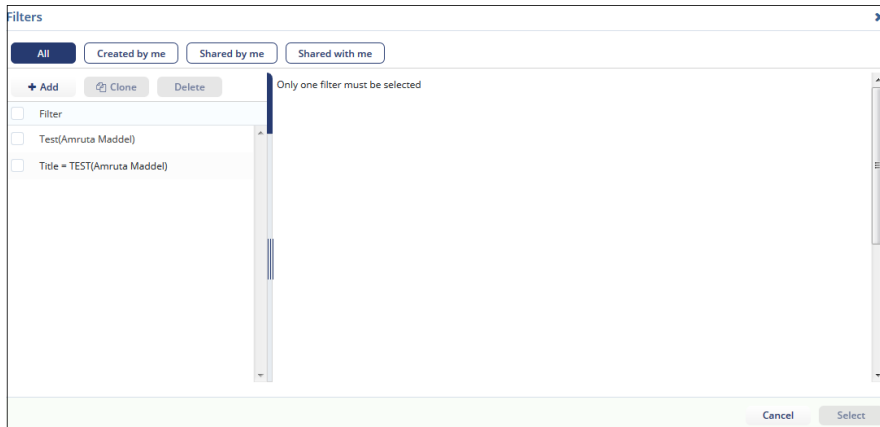 Filters
All Created by me Shared by me Shared with me
+ Add Clone Delete
Only one filter must be selected
Filter
Test(Amruta Maddel)
Title = TEST(Amruta Maddel)
Cancel Select